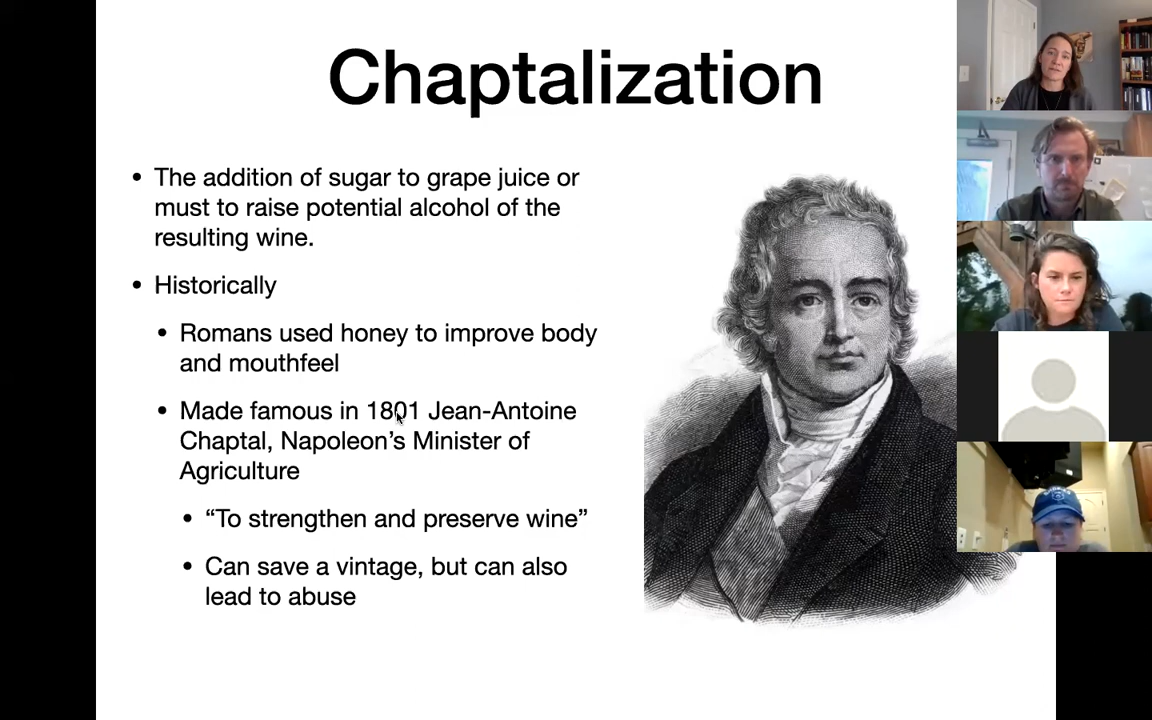 Chaptalization
• The addition of sugar to grape juice or
must to raise potential alcohol of the
resulting wine.
• Historically
• Romans used honey to improve body
and mouthfeel
• Made famous in 1801 Jean-Antoine
Chaptal, Napoleon’s Minister of
Agriculture
• “To strengthen and preserve wine”
• Can save a vintage, but can also
lead to abuse